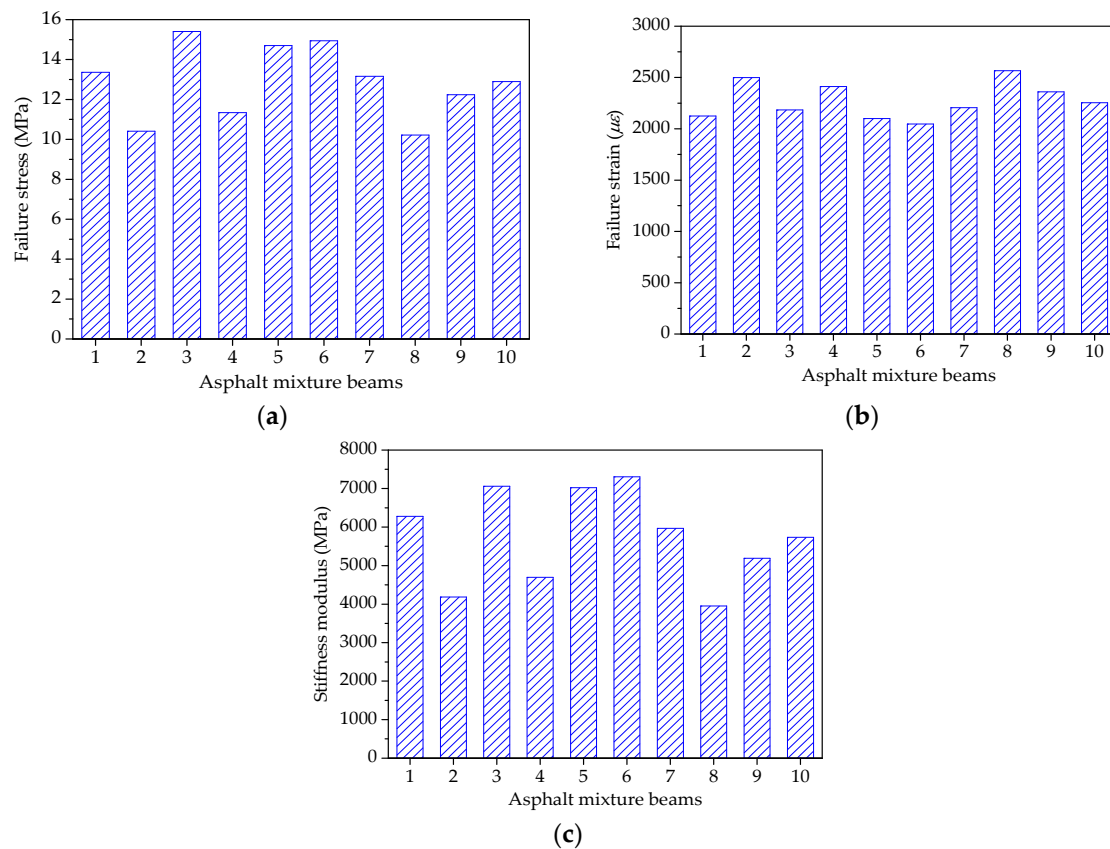 Failure stress (MPa)
16
14
12
10
8
6
4
2
0
1 2 3 4 5 6 7 8 9 10
Asphalt mixture beams
(a)
Failure strain (με)
3000
2500
2000
1500
1000
500
0
1 2 3 4 5 6 7 8 9 10
Asphalt mixture beams
(b)
Stiffness modulus (MPa)
8000
7000
6000
5000
4000
3000
2000
1000
0
1 2 3 4 5 6 7 8 9 10
Asphalt mixture beams
(c)